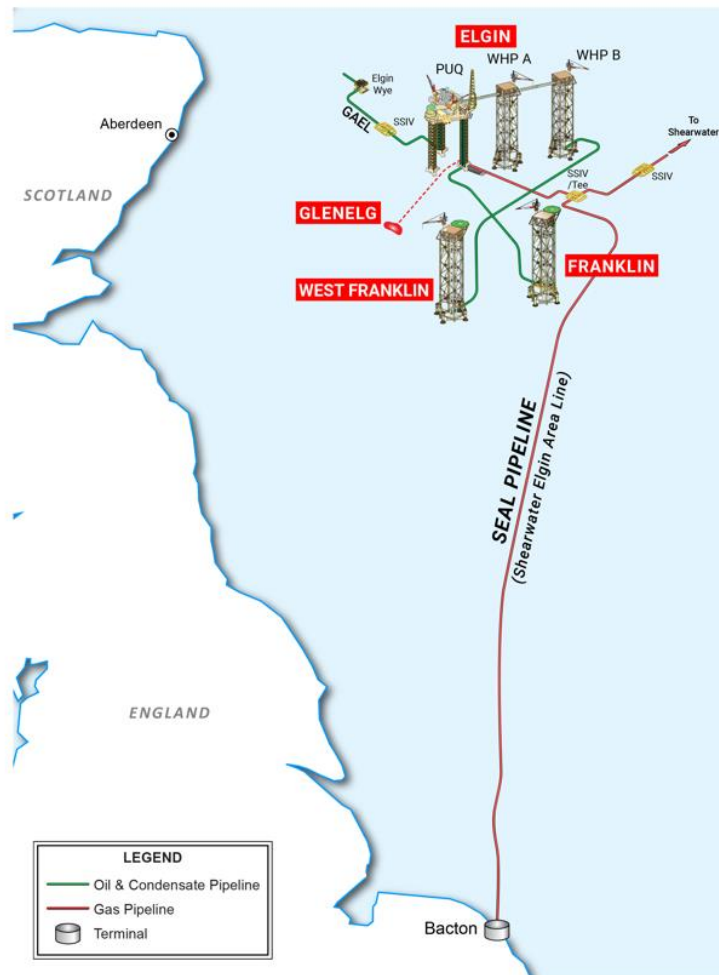 ELGIN
PUQ
WHP A
WHP B
Elgin
Wye
GAEL
SSIV
To
Shearwater
SSIV
SSIV
/Tee
Aberdeen
SCOTLAND
GLENELG
WEST FRANKLIN
FRANKLIN
SEAL PIPELINE
(Shearwater Elgin Area Line)
ENGLAND
LEGEND
Oil & Condensate Pipeline
Gas Pipeline
Terminal
Bacton